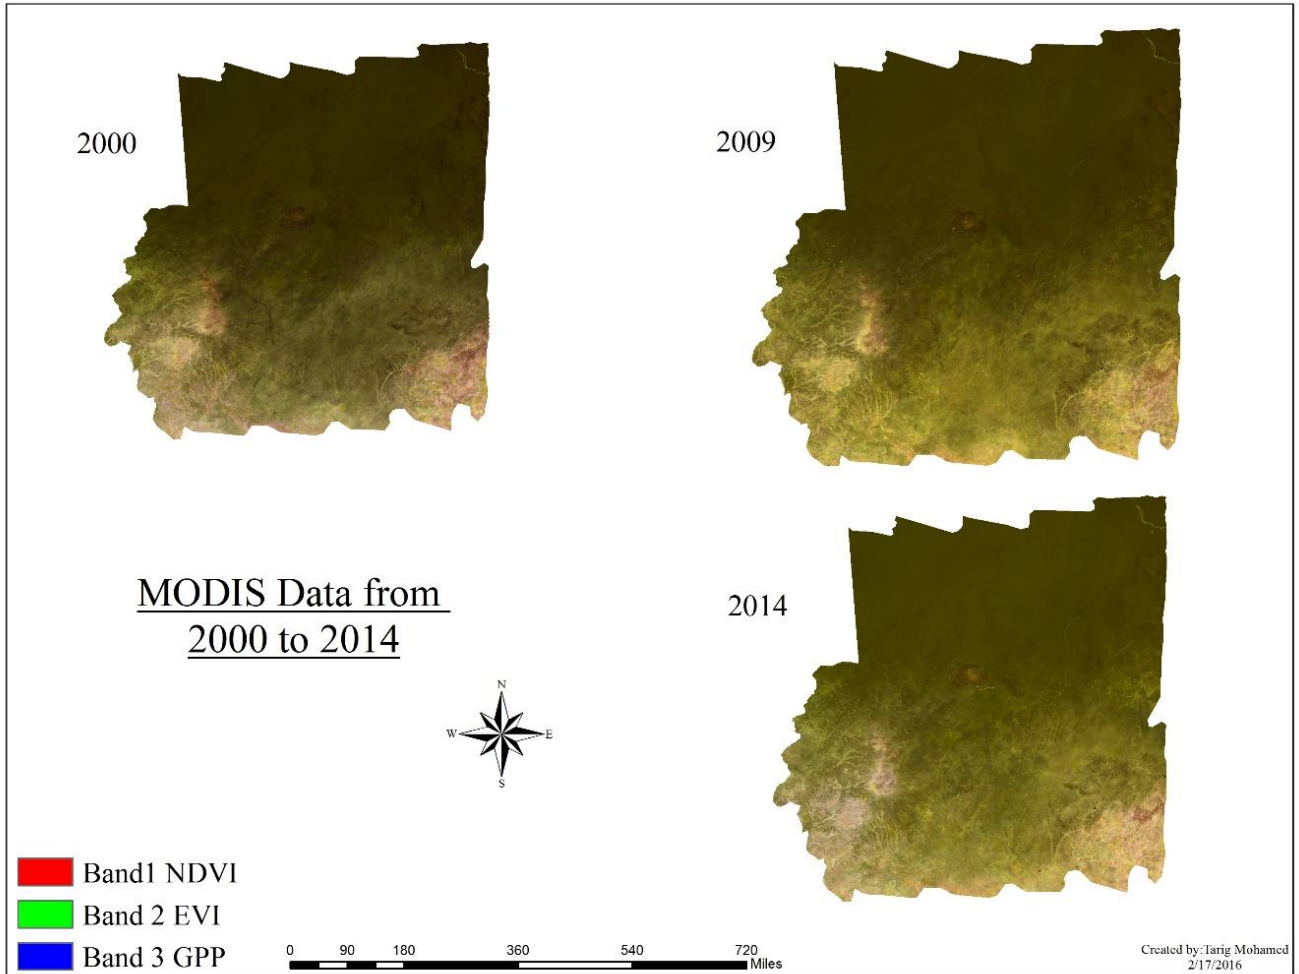 2000
2009
MODIS Data from
2000 to 2014
2014
N
W
E
S
Band1 NDVI
Band 2 EVI
Band 3 GPP
0 90 180 360 540 720
Miles
Created by:Tarig Mohamed
2/17/2016